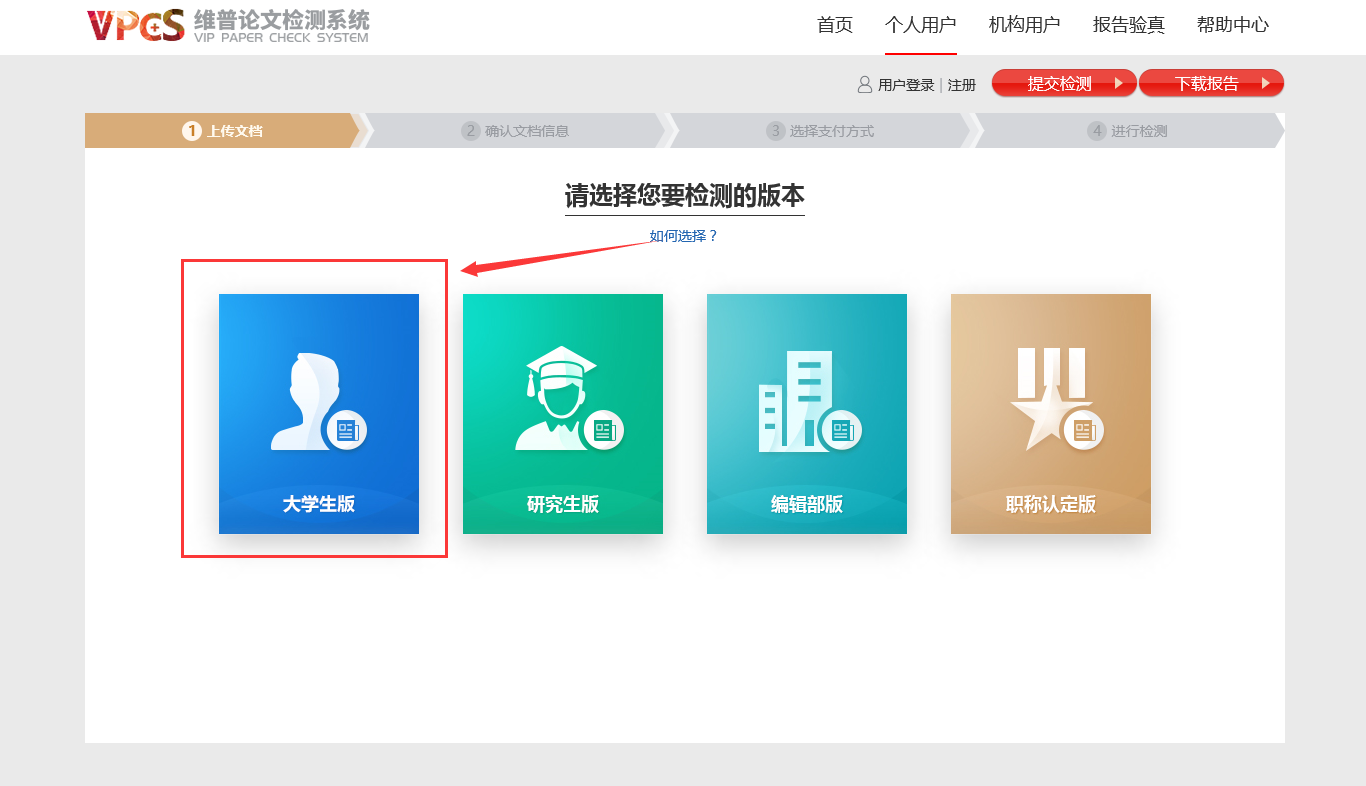 VPCS 维普论文检测系统
VIP PAPER CHECK SYSTEM
首页 个人用户 机构用户 报告验真 帮助中心
用户登录 | 注册 提交检测 下载报告
1 上传文档 2 确认文档信息 3 选择支付方式 4 进行检测
请选择您要检测的版本
如何选择？
大学生版 研究生版 编辑部版 职称认定版